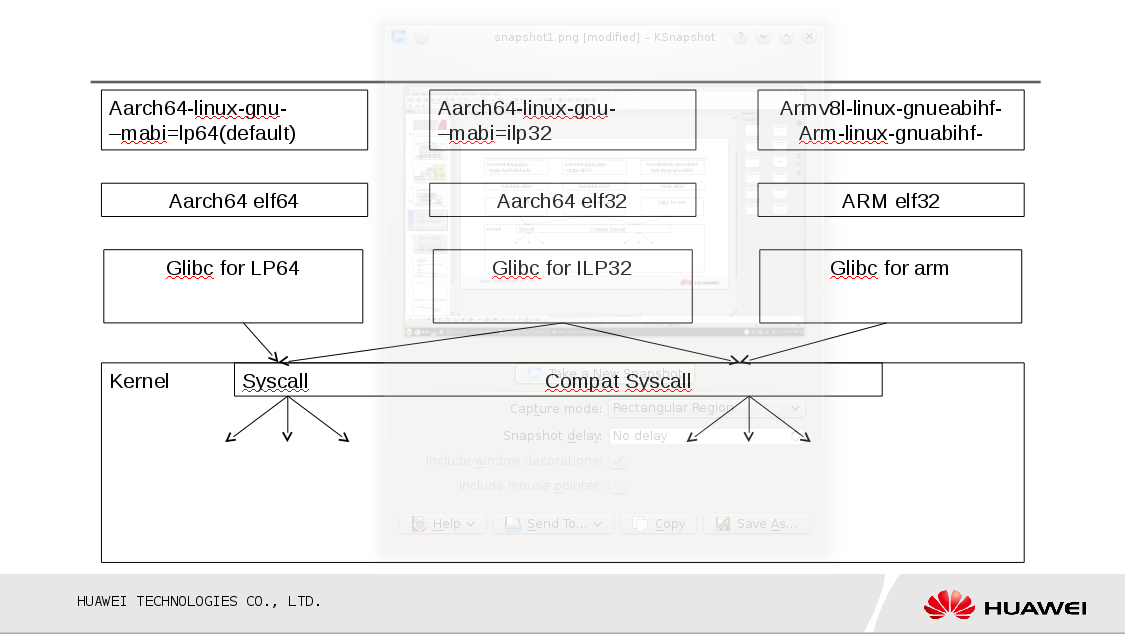 snapshot1.png [modified] – KSnapshot
Aarch64-linux-gnu-
–mabi=lp64(default)
Aarch64-linux-gnu-
–mabi=ilp32
Armv8l-linux-gnueabihf-
Arm-linux-gnuabihf-
Aarch64 elf64
Aarch64 elf32
ARM elf32
Glibc for LP64
Glibc for ILP32
Glibc for arm
Kernel
Syscall
Compat Syscall
Take a New Snapshot
Capture mode: Rectangular Region
Snapshot delay: No delay
Include window decorations:
Include mouse pointer:
Help
Send To...
Copy
Save As...
HUAWEI TECHNOLOGIES CO., LTD.
HUAWEI